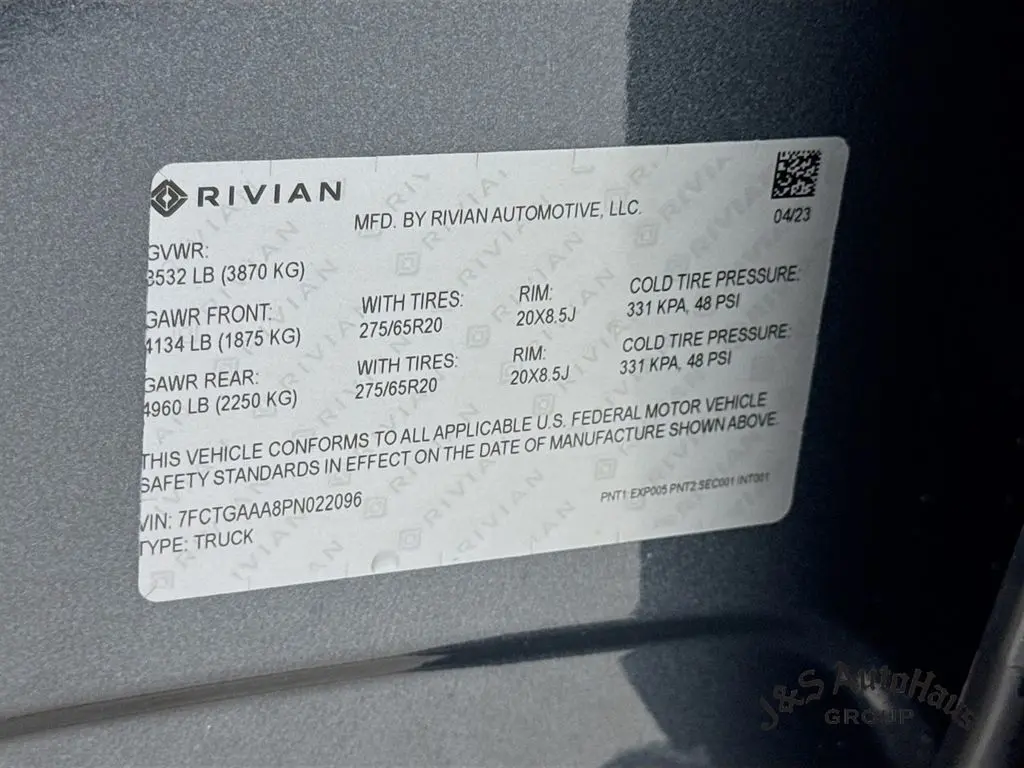 RIVIAN
MFD. BY RIVIAN AUTOMOTIVE, LLC.
04/23
GVWR:
8532 LB (3870 KG)
GAWR FRONT:
4134 LB (1875 KG)
WITH TIRES:
275/65R20
RIM:
20X8.5J
COLD TIRE PRESSURE:
331 KPA, 48 PSI
GAWR REAR:
4960 LB (2250 KG)
WITH TIRES:
275/65R20
RIM:
20X8.5J
COLD TIRE PRESSURE:
331 KPA, 48 PSI
THIS VEHICLE CONFORMS TO ALL APPLICABLE U.S. FEDERAL MOTOR VEHICLE
SAFETY STANDARDS IN EFFECT ON THE DATE OF MANUFACTURE SHOWN ABOVE.
VIN: 7FCTGAAA8PN022096
TYPE: TRUCK
PNT1: EXP005 PNT2:SEC001 INT001
J&S AutoHaus
GROUP